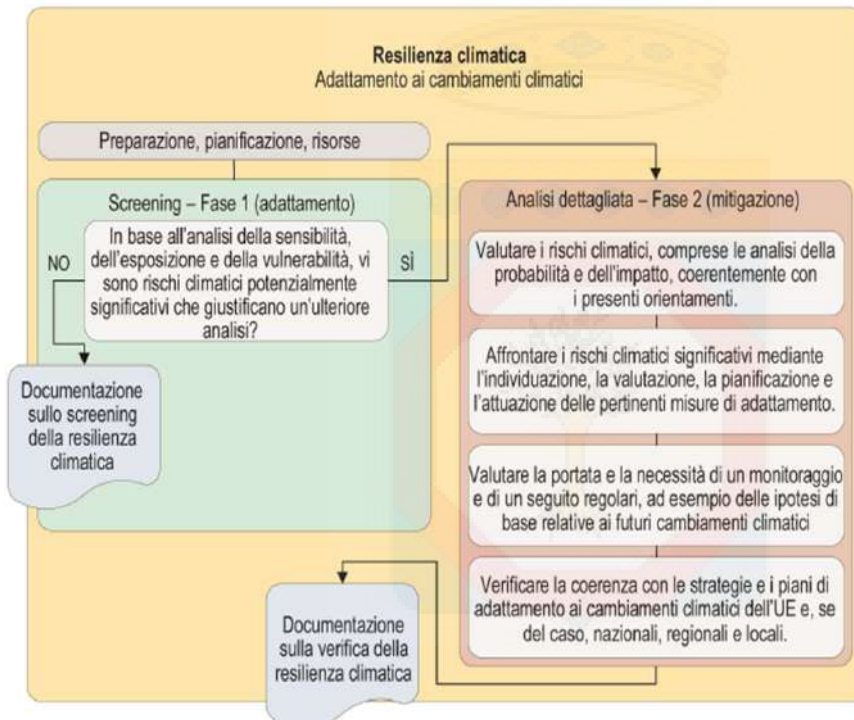 Resilienza climatica
Adattamento ai cambiamenti climatici
Preparazione, pianificazione, risorse
Screening – Fase 1 (adattamento)
In base all'analisi della sensibilità,
dell'esposizione e della vulnerabilità, vi
sono rischi climatici potenzialmente
significativi che giustificano un'ulteriore
analisi?
NO
SÌ
Documentazione
sullo screening
della resilienza
climatica
Analisi dettagliata – Fase 2 (mitigazione)
Valutare i rischi climatici, comprese le analisi della
probabilità e dell'impatto, coerentemente con
i presenti orientamenti.
Affrontare i rischi climatici significativi mediante
l'individuazione, la valutazione, la pianificazione e
l'attuazione delle pertinenti misure di adattamento.
Valutare la portata e la necessità di un monitoraggio
e di un seguito regolari, ad esempio delle ipotesi di
base relative ai futuri cambiamenti climatici
Verificare la coerenza con le strategie e i piani di
adattamento ai cambiamenti climatici dell'UE e, se
del caso, nazionali, regionali e locali.
Documentazione
sulla verifica della
resilienza climatica